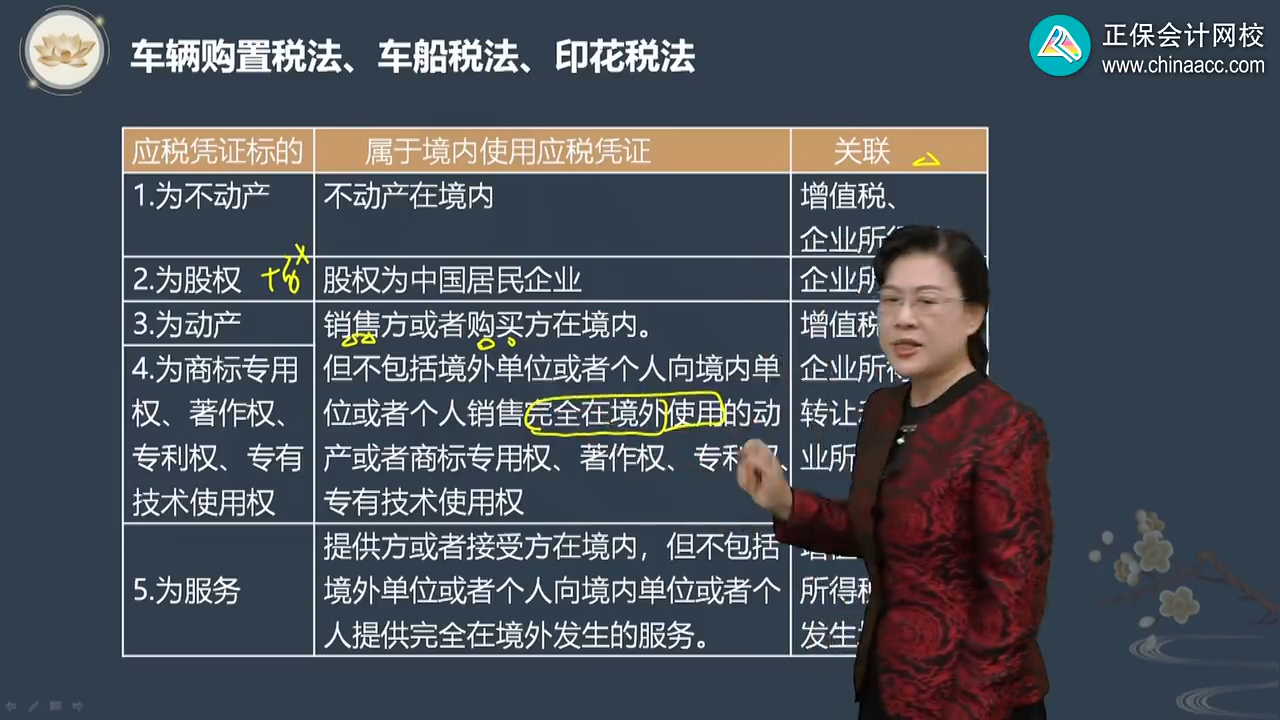 车辆购置税法、车船税法、印花税法
正保会计网校
www.chinaacc.com
应税凭证标的
属于境内使用应税凭证
关联
1.为不动产
不动产在境内
增值税、
企业所
2.为股权
股权为中国居民企业
企业所
3.为动产
销售方或者购买方在境内。
增值税
4.为商标专用
权、著作权、
专利权、专有
技术使用权
但不包括境外单位或者个人向境内单
位或者个人销售完全在境外使用的动
产或者商标专用权、著作权、专利权、
专有技术使用权
企业所
转让
业所
5.为服务
提供方或者接受方在境内，但不包括
境外单位或者个人向境内单位或者个
人提供完全在境外发生的服务。
所得
发生